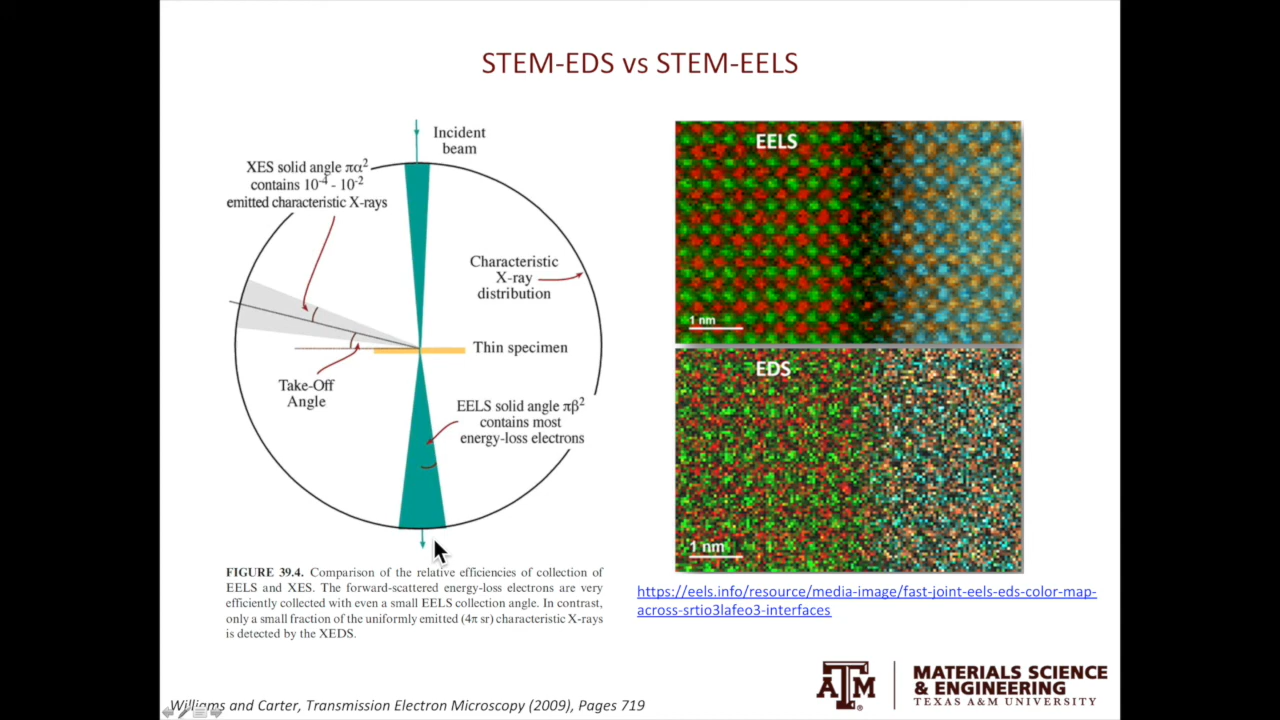 STEM-EDS vs STEM-EELS
Incident
beam
XES solid angle πα²
contains 10⁻⁴ - 10⁻²
emitted characteristic X-rays
Characteristic
X-ray
distribution
Thin specimen
Take-Off
Angle
EELS solid angle πβ²
contains most
energy-loss electrons
FIGURE 39.4. Comparison of the relative efficiencies of collection of
EELS and XES. The forward-scattered energy-loss electrons are very
efficiently collected with even a small EELS collection angle. In contrast,
only a small fraction of the uniformly emitted (4π sr) characteristic X-rays
is detected by the XEDS.
EELS
1 nm
EDS
1 nm
https://eels.info/resource/media-image/fast-joint-eels-eds-color-map-
across-srtio3lafeo3-interfaces
Williams and Carter, Transmission Electron Microscopy (2009), Pages 719
ATM
MATERIALS SCIENCE
& ENGINEERING
TEXAS A&M UNIVERSITY